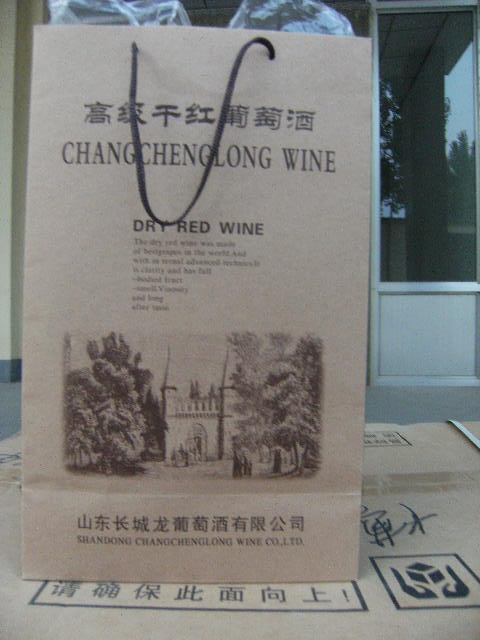 高级干红葡萄酒
CHANGCHENGLONG WINE
DRY RED WINE
The dry red wine was made
of bestgrapes in the world.And
with in ternal advanced technics.It
is clarity and has full
~bodied fruct
~smell.Vinosity
and long
after taste
山东长城龙葡萄酒有限公司
SHANDONG CHANGCHENGLONG WINE CO.,LTD.
请确保此面向上!